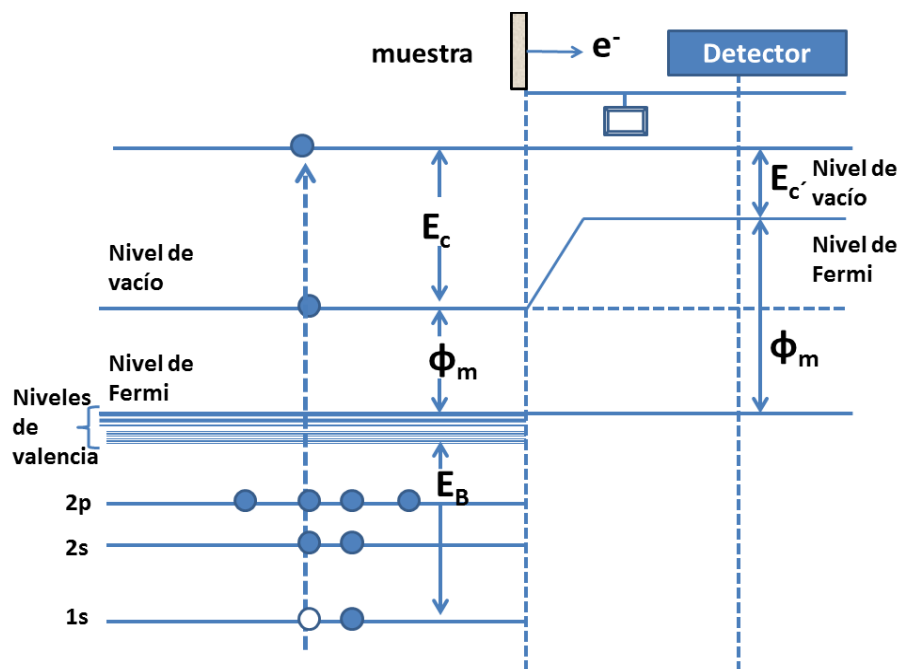 muestra
e-
Detector
Ec
Ec´
Nivel de
vacío
Nivel de
vacío
Nivel de
Fermi
ϕm
ϕm
Nivel de
Fermi
Niveles
de
valencia
EB
2p
2s
1s